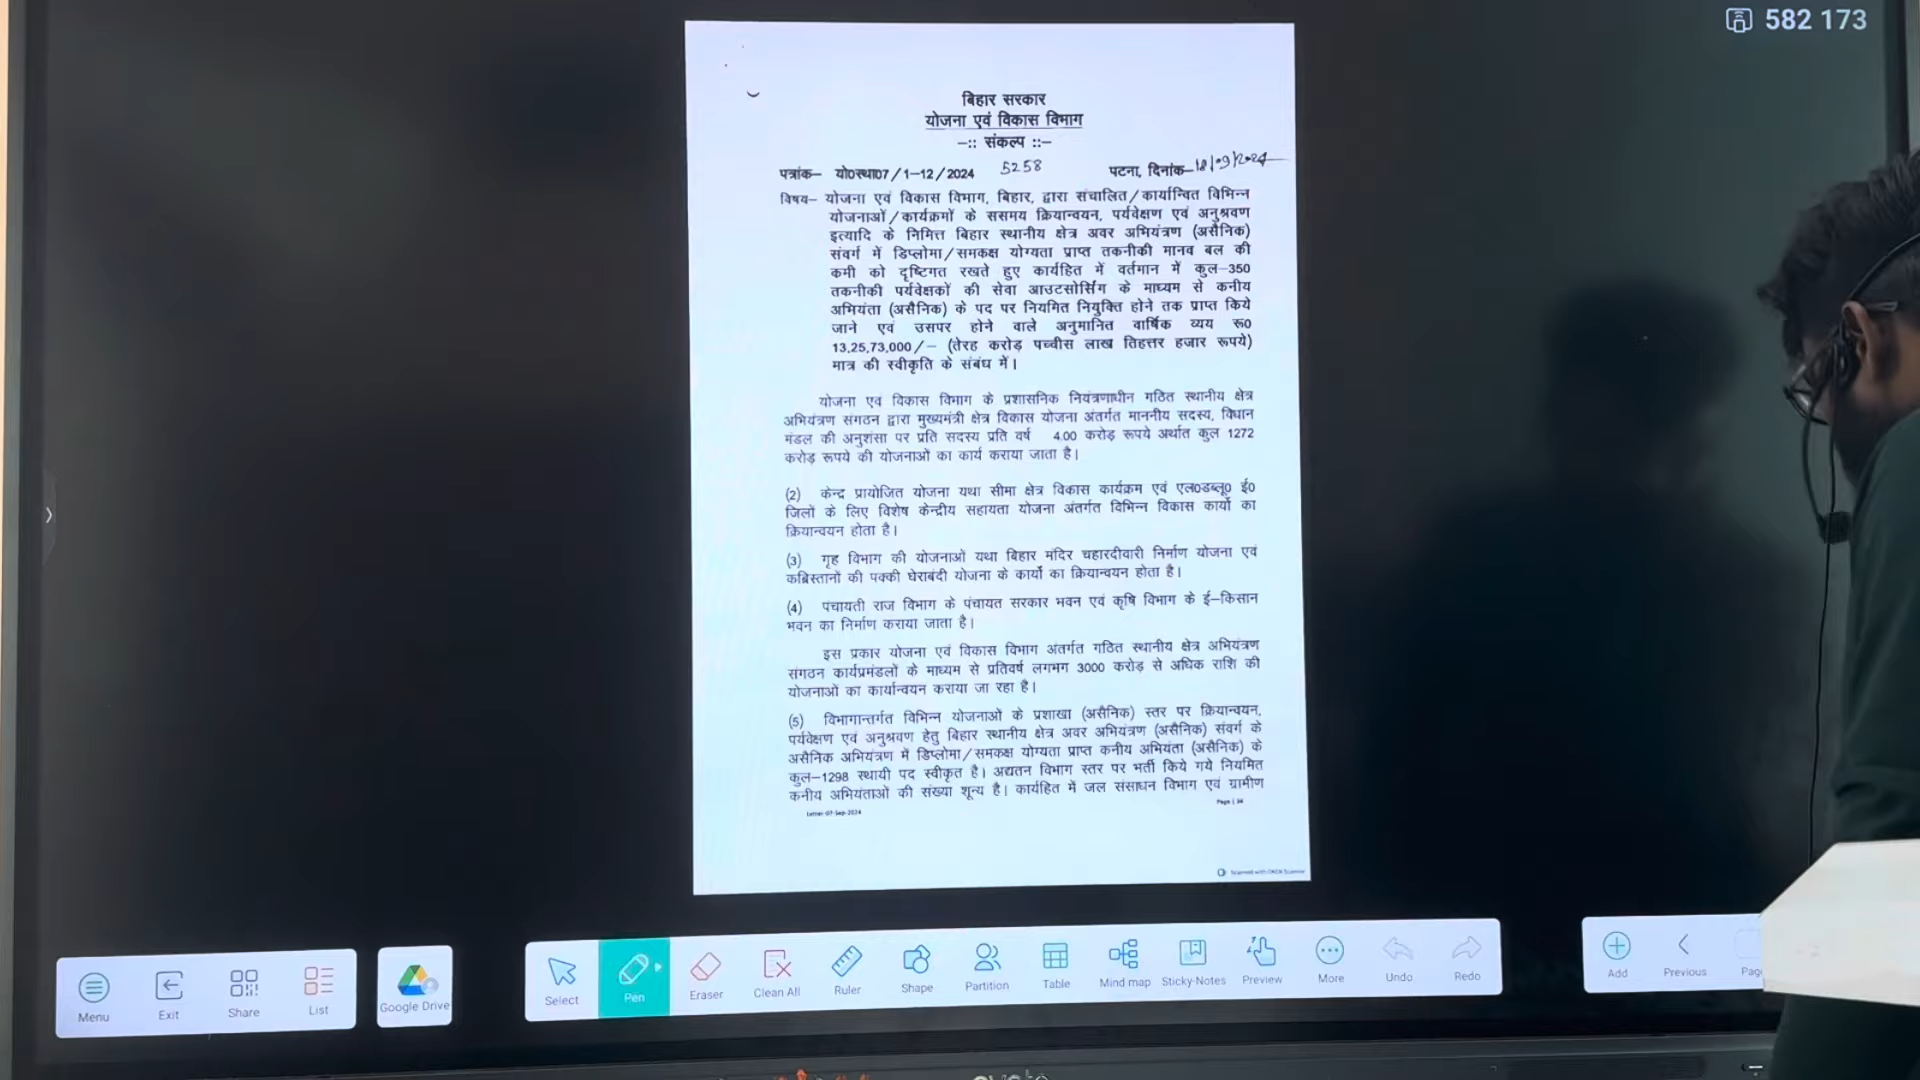 582 173
बिहार सरकार
योजना एवं विकास विभाग
-:: संकल्प ::-
पत्रांक- यो0स्था07/1-12/2024 5258 पटना, दिनांक-18/09/2024
विषय- योजना एवं विकास विभाग, बिहार, द्वारा संचालित/कार्यान्वित विभिन्न
योजनाओं/कार्यक्रमों के ससमय क्रियान्वयन, पर्यवेक्षण एवं अनुश्रवण
इत्यादि के निमित्त बिहार स्थानीय क्षेत्र अवर अभियंत्रण (असैनिक)
संवर्ग में डिप्लोमा/समकक्ष योग्यता प्राप्त तकनीकी मानव बल की
कमी को दृष्टिगत रखते हुए कार्यहित में वर्तमान में कुल-350
तकनीकी पर्यवेक्षकों की सेवा आउटसोर्सिंग के माध्यम से कनीय
अभियंता (असैनिक) के पद पर नियमित नियुक्ति होने तक प्राप्त किये
जाने एवं उसपर होने वाले अनुमानित वार्षिक व्यय रू0
13,25,73,000/- (तेरह करोड़ पच्चीस लाख तिहत्तर हजार रूपये)
मात्र की स्वीकृति के संबंध में।
योजना एवं विकास विभाग के प्रशासनिक नियंत्रणाधीन गठित स्थानीय क्षेत्र
अभियंत्रण संगठन द्वारा मुख्यमंत्री क्षेत्र विकास योजना अंतर्गत माननीय सदस्य, विधान
मंडल की अनुशंसा पर प्रति सदस्य प्रति वर्ष 4.00 करोड़ रूपये अर्थात कुल 1272
करोड़ रूपये की योजनाओं का कार्य कराया जाता है।
(2) केन्द्र प्रायोजित योजना यथा सीमा क्षेत्र विकास कार्यक्रम एवं एल0डब्लू0 ई0
जिलों के लिए विशेष केन्द्रीय सहायता योजना अंतर्गत विभिन्न विकास कार्यो का
क्रियान्वयन होता है।
(3) गृह विभाग की योजनाओं यथा बिहार मंदिर चहारदीवारी निर्माण योजना एवं
कब्रिस्तानों की पक्की घेराबंदी योजना के कार्यो का क्रियान्वयन होता है।
(4) पंचायती राज विभाग के पंचायत सरकार भवन एवं कृषि विभाग के ई-किसान
भवन का निर्माण कराया जाता है।
इस प्रकार योजना एवं विकास विभाग अंतर्गत गठित स्थानीय क्षेत्र अभियंत्रण
संगठन कार्यप्रमंडलों के माध्यम से प्रतिवर्ष लगभग 3000 करोड़ से अधिक राशि की
योजनाओं का कार्यान्वयन कराया जा रहा है।
(5) विभागान्तर्गत विभिन्न योजनाओं के प्रशाखा (असैनिक) स्तर पर क्रियान्वयन,
पर्यवेक्षण एवं अनुश्रवण हेतु बिहार स्थानीय क्षेत्र अवर अभियंत्रण (असैनिक) संवर्ग के
असैनिक अभियंत्रण में डिप्लोमा/समकक्ष योग्यता प्राप्त कनीय अभियंता (असैनिक) के
कुल-1298 स्थायी पद स्वीकृत है। अद्यतन विभाग स्तर पर भर्ती किये गये नियमित
कनीय अभियंताओं की संख्या शून्य है। कार्यहित में जल संसाधन विभाग एवं ग्रामीण
Letter-07-Sep-2024
Scanned with OKEN Scanner
Menu Exit Share List
Google Drive
Select Pen Eraser Clean All Ruler Shape Partition Table Mind map Sticky-Notes Preview More Undo Redo
Add Previous